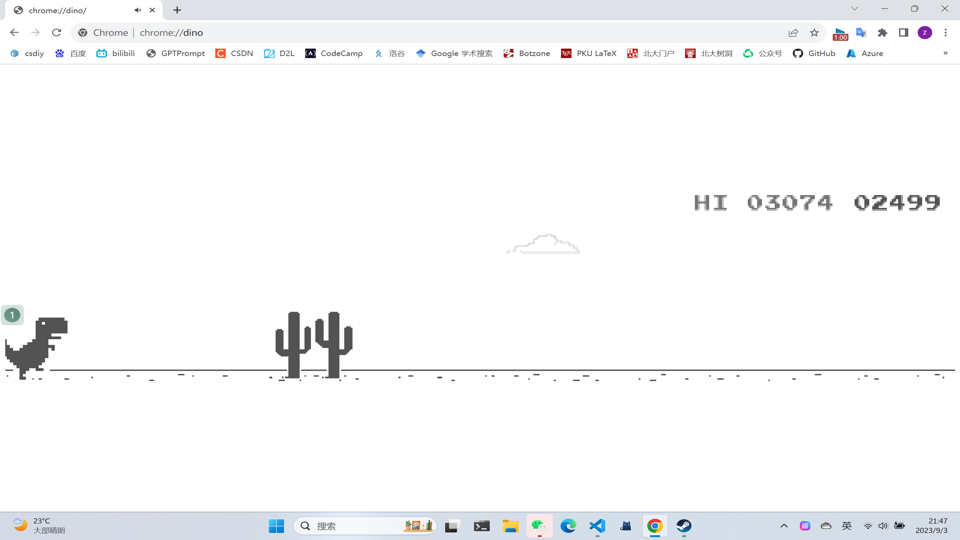 chrome://dino/
Chrome | chrome://dino
1.00
z
csdiy 百度 bilibili GPTPrompt CSDN D2L CodeCamp 洛谷 Google 学术搜索 Botzone PKU LaTeX 北大门户 北大树洞 公众号 GitHub Azure »
HI 03074 02499
1
23°C
大部晴朗
搜索
英
21:47
2023/9/3